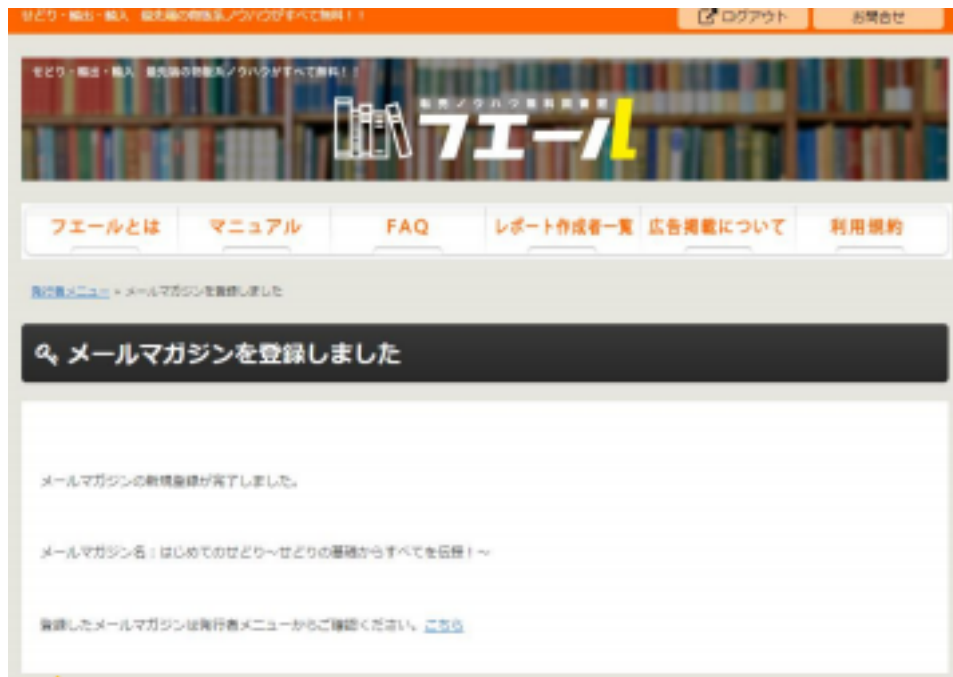 せどり・輸出・輸入 最先端の物販系ノウハウがすべて無料！！
ログアウト
お問合せ
せどり・輸出・輸入 最先端の物販系ノウハウがすべて無料！！
転売ノウハウ無料図書館
フエール
フエールとは
マニュアル
FAQ
レポート作成者一覧
広告掲載について
利用規約
発行者メニュー » メールマガジンを登録しました
メールマガジンを登録しました
メールマガジンの新規登録が完了しました。
メールマガジン名：はじめてのせどり～せどりの基礎からすべてを伝授！～
登録したメールマガジンは発行者メニューからご確認ください。こちら